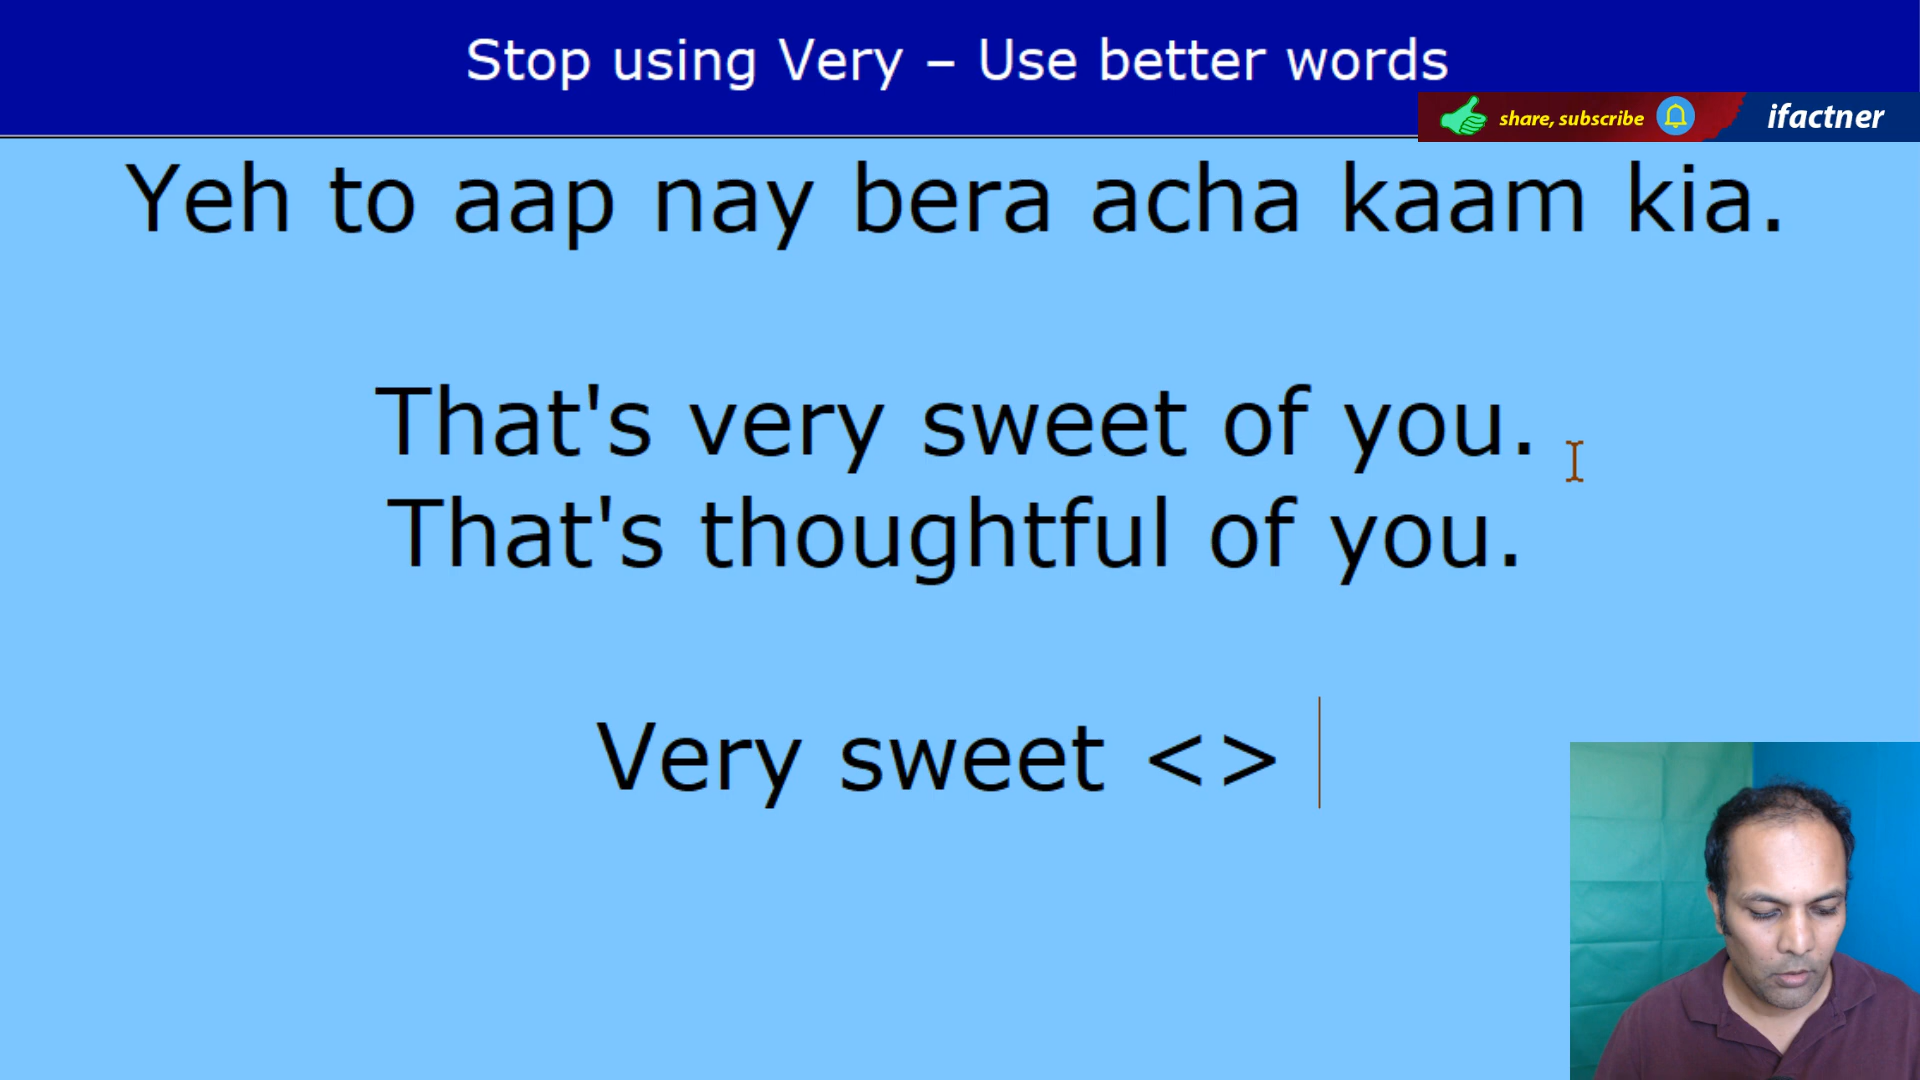 Stop using Very – Use better words
share, subscribe
ifactner
Yeh to aap nay bera acha kaam kia.
That's very sweet of you.
That's thoughtful of you.
Very sweet <>